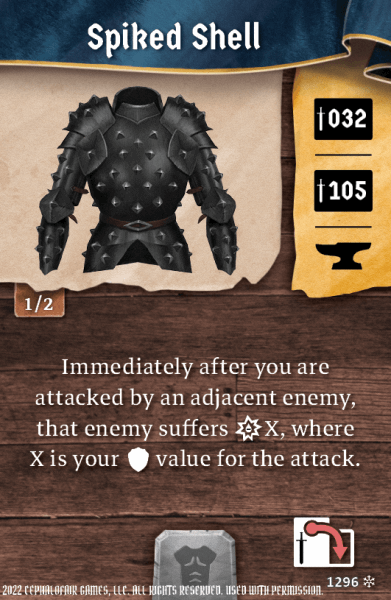 Spiked Shell
032
105
1/2
Immediately after you are
attacked by an adjacent enemy,
that enemy suffers X, where
X is your value for the attack.
1296
2022 CEPHALOFAIR GAMES, LLC. ALL RIGHTS RESERVED. USED WITH PERMISSION.